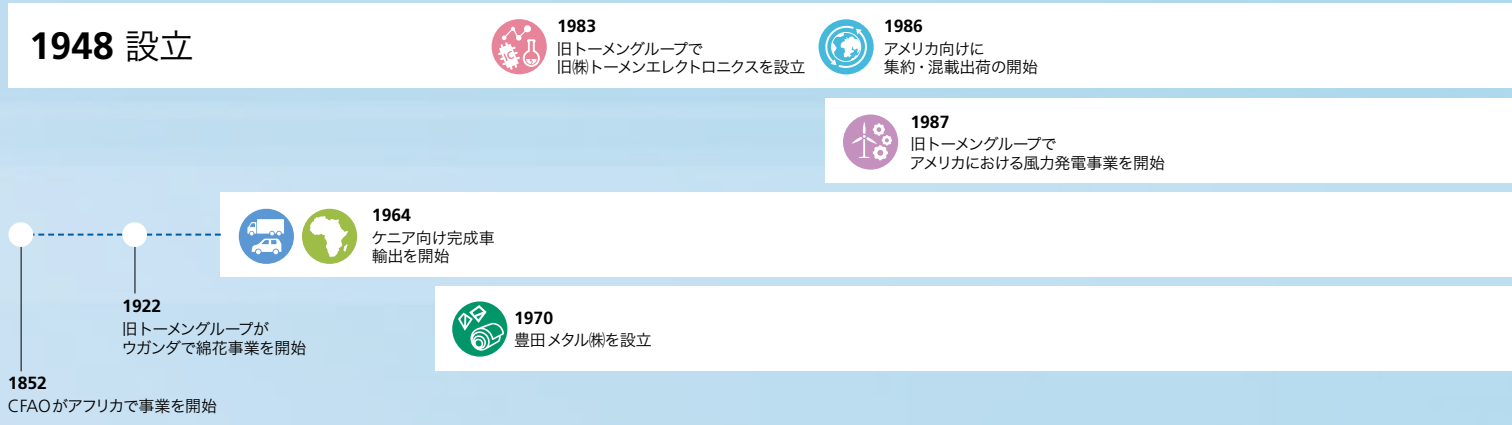 1948 設立
1983
旧トーメングループで
旧㈱トーメンエレクトロニクスを設立
1986
アメリカ向けに
集約・混載出荷の開始
1987
旧トーメングループで
アメリカにおける風力発電事業を開始
1964
ケニア向け完成車
輸出を開始
1922
旧トーメングループが
ウガンダで綿花事業を開始
1970
豊田メタル㈱を設立
1852
CFAOがアフリカで事業を開始